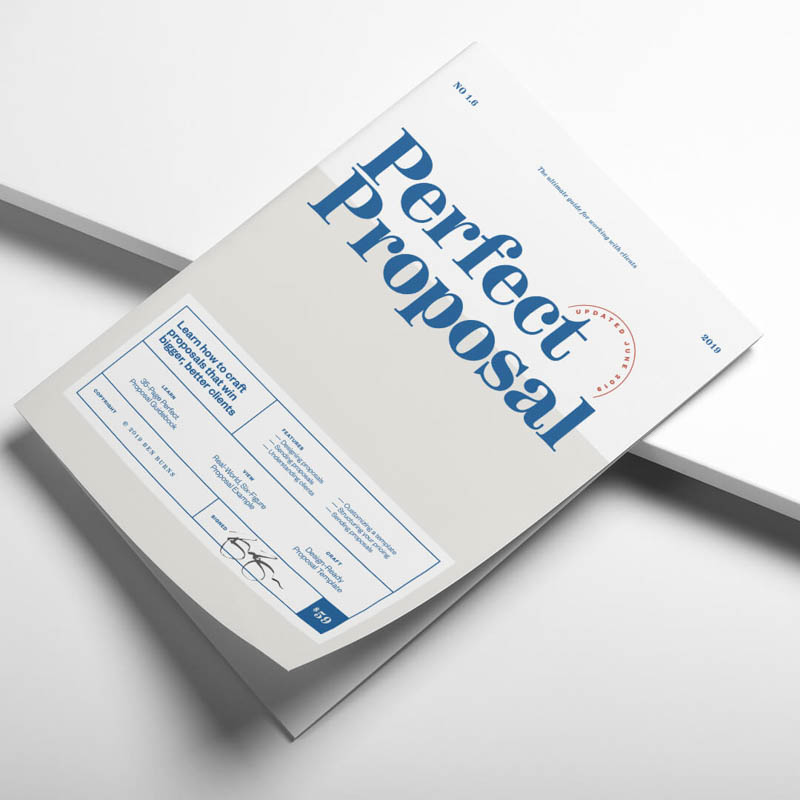 NO 1.6
The ultimate guide for working with clients
2019
Perfect
Proposal
UPDATED JUNE 2019
Learn how to craft
proposals that win
bigger, better clients
FEATURES
— Designing proposals
— Sending proposals
— Understanding clients
— Customizing a template
— Structuring your pricing
— Sending proposals
LEARN
35-Page Perfect
Proposal Guidebook
VIEW
Real-World, Six-Figure
Proposal Example
DRAFT
Design-Ready
Proposal Template
COPYRIGHT
© 2019 BEN BURNS
SIGNED
$59